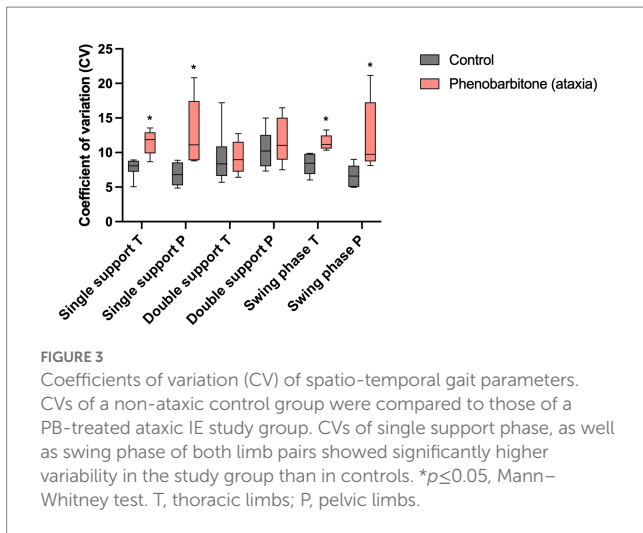 25
20
15
10
5
0
Coefficient of variation (CV)
*
*
*
*
Single support T
Single support P
Double support T
Double support P
Swing phase T
Swing phase P
Control
Phenobarbitone (ataxia)
FIGURE 3
Coefficients of variation (CV) of spatio-temporal gait parameters.
CVs of a non-ataxic control group were compared to those of a
PB-treated ataxic IE study group. CVs of single support phase, as well
as swing phase of both limb pairs showed significantly higher
variability in the study group than in controls. *p≤0.05, Mann–
Whitney test. T, thoracic limbs; P, pelvic limbs.